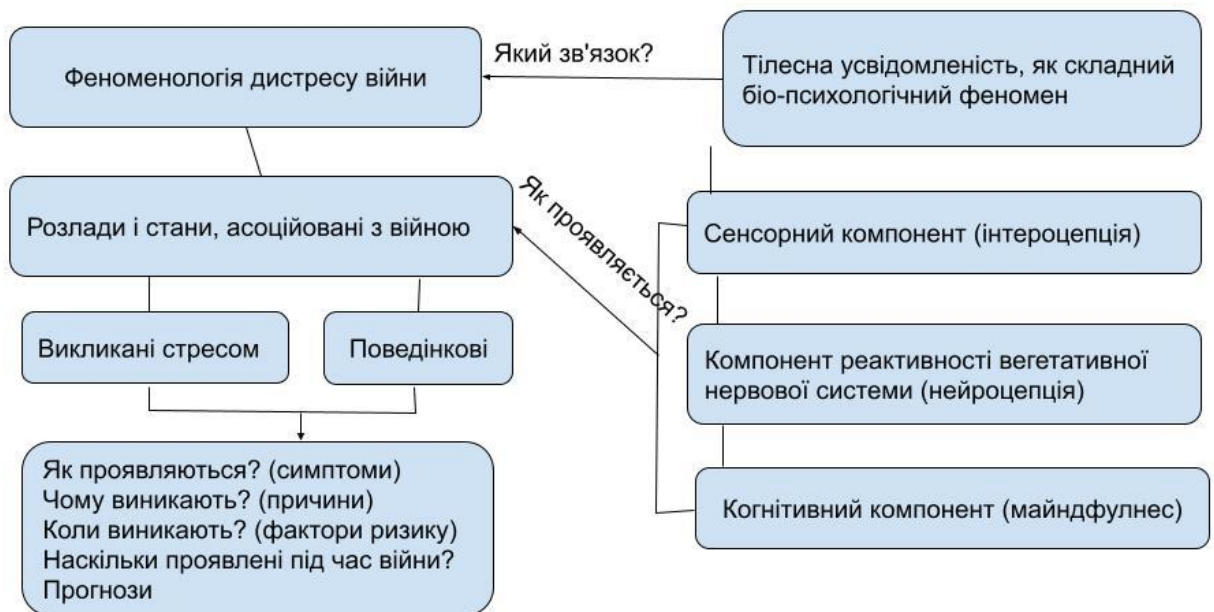 Феноменологія дистресу війни
Який зв'язок?
Тілесна усвідомленість, як складний
біо-психологічний феномен
Розлади і стани, асоційовані з війною
Як проявляється?
Сенсорний компонент (інтероцепція)
Викликані стресом
Поведінкові
Компонент реактивності вегетативної
нервової системи (нейроцепція)
Як проявляються? (симптоми)
Чому виникають? (причини)
Коли виникають? (фактори ризику)
Наскільки проявлені під час війни?
Прогнози
Когнітивний компонент (майндфулнес)